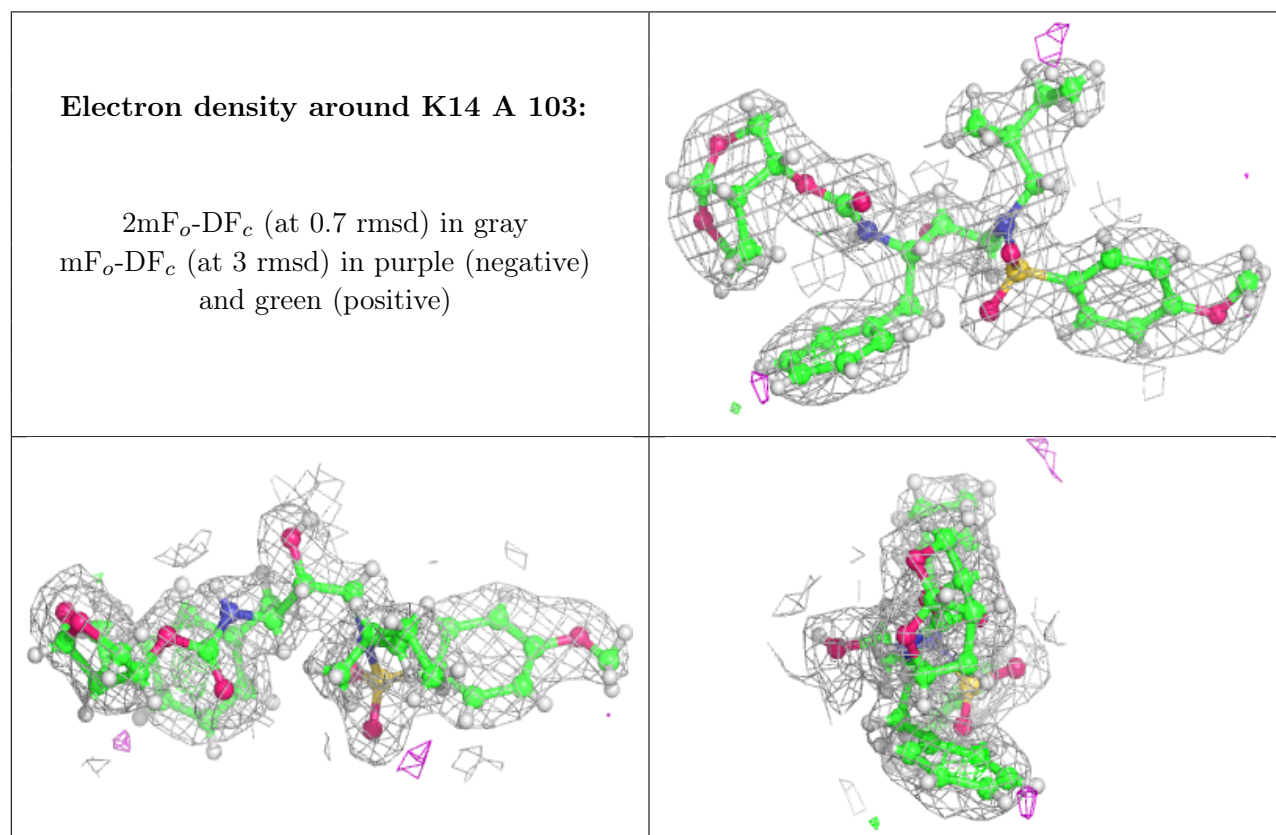 Electron density around K14 A 103:
2mFo-DFc (at 0.7 rmsd) in gray
mFo-DFc (at 3 rmsd) in purple (negative)
and green (positive)